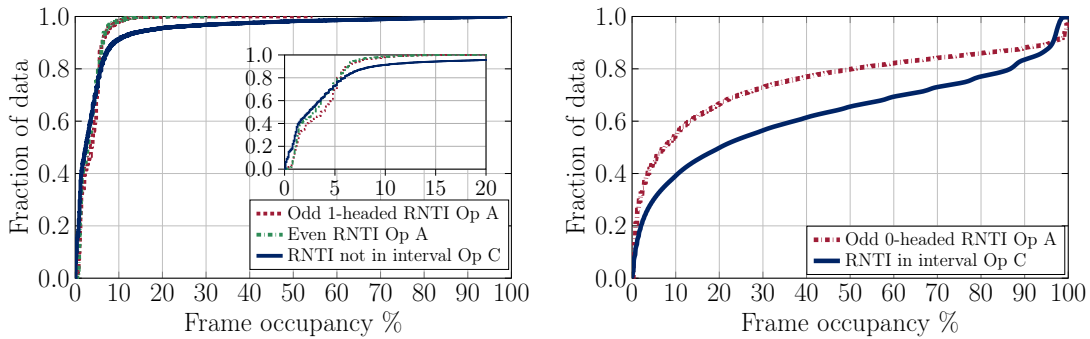 1.0
0.8
0.6
0.4
0.2
0.0
Fraction of data
1.0
0.8
0.6
0.4
0.2
0.0
0 5 10 15 20
Odd 1-headed RNTI Op A
Even RNTI Op A
RNTI not in interval Op C
0 10 20 30 40 50 60 70 80 90 100
Frame occupancy %
1.0
0.8
0.6
0.4
0.2
0.0
Fraction of data
Odd 0-headed RNTI Op A
RNTI in interval Op C
0 10 20 30 40 50 60 70 80 90 100
Frame occupancy %